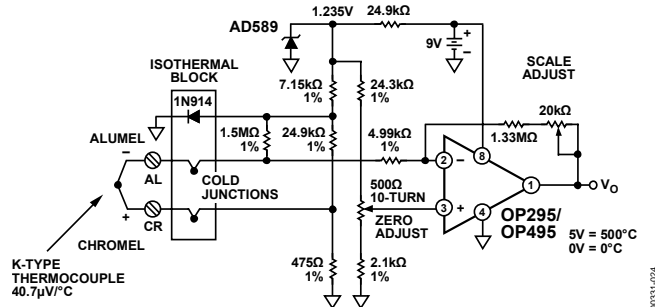 1.235V
24.9kΩ
AD589
9V
+
−
ISOTHERMAL
BLOCK
7.15kΩ
1%
24.3kΩ
1%
SCALE
ADJUST
1N914
1.5MΩ
1%
24.9kΩ
1%
4.99kΩ
1%
1.33MΩ
20kΩ
ALUMEL
−
AL
COLD
JUNCTIONS
2
−
8
1
VO
500Ω
10-TURN
ZERO
ADJUST
3
+
4
OP295/
OP495
5V = 500°C
0V = 0°C
+
CR
CHROMEL
K-TYPE
THERMOCOUPLE
40.7µV/°C
475Ω
1%
2.1kΩ
1%
00331-024